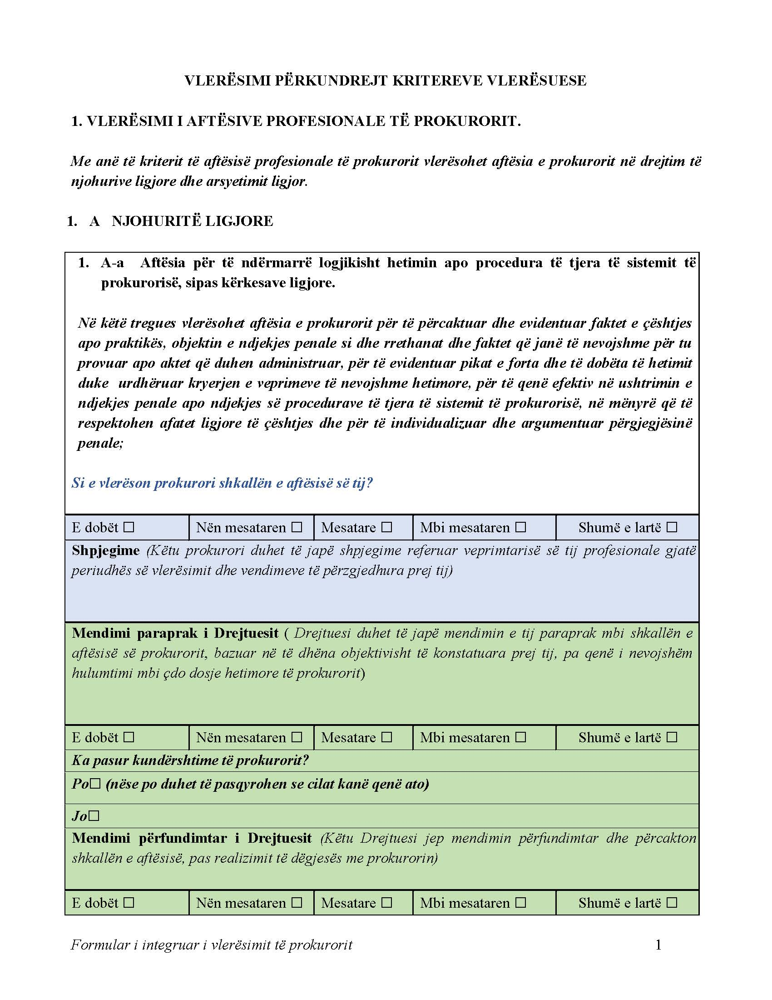 VLERËSIMI PËRKUNDREJT KRITEREVE VLERËSUESE
1. VLERËSIMI I AFTËSIVE PROFESIONALE TË PROKURORIT.
Me anë të kriterit të aftësisë profesionale të prokurorit vlerësohet aftësia e prokurorit në drejtim të
njohurive ligjore dhe arsyetimit ligjor.
1. A NJOHURITË LIGJORE
1. A-a Aftësia për të ndërmarrë logjikisht hetimin apo procedura të tjera të sistemit të
prokurorisë, sipas kërkesave ligjore.
Në këtë tregues vlerësohet aftësia e prokurorit për të përcaktuar dhe evidentuar faktet e çështjes
apo praktikës, objektin e ndjekjes penale si dhe rrethanat dhe faktet që janë të nevojshme për tu
provuar apo aktet që duhen administruar, për të evidentuar pikat e forta dhe të dobëta të hetimit
duke urdhëruar kryerjen e veprimeve të nevojshme hetimore, për të qenë efektiv në ushtrimin e
ndjekjes penale apo ndjekjes së procedurave të tjera të sistemit të prokurorisë, në mënyrë që të
respektohen afatet ligjore të çështjes dhe për të individualizuar dhe argumentuar përgjegjësinë
penale;
Si e vlerëson prokurori shkallën e aftësisë së tij?
E dobët ☐ Nën mesataren ☐ Mesatare ☐ Mbi mesataren ☐ Shumë e lartë ☐
Shpjegime (Këtu prokurori duhet të japë shpjegime referuar veprimtarisë së tij profesionale gjatë
periudhës së vlerësimit dhe vendimeve të përzgjedhura prej tij)
Mendimi paraprak i Drejtuesit ( Drejtuesi duhet të japë mendimin e tij paraprak mbi shkallën e
aftësisë së prokurorit, bazuar në të dhëna objektivisht të konstatuara prej tij, pa qenë i nevojshëm
hulumtimi mbi çdo dosje hetimore të prokurorit)
E dobët ☐ Nën mesataren ☐ Mesatare ☐ Mbi mesataren ☐ Shumë e lartë ☐
Ka pasur kundërshtime të prokurorit?
Po☐ (nëse po duhet të pasqyrohen se cilat kanë qenë ato)
Jo☐
Mendimi përfundimtar i Drejtuesit (Këtu Drejtuesi jep mendimin përfundimtar dhe përcakton
shkallën e aftësisë, pas realizimit të dëgjesës me prokurorin)
E dobët ☐ Nën mesataren ☐ Mesatare ☐ Mbi mesataren ☐ Shumë e lartë ☐
Formular i integruar i vlerësimit të prokurorit 1